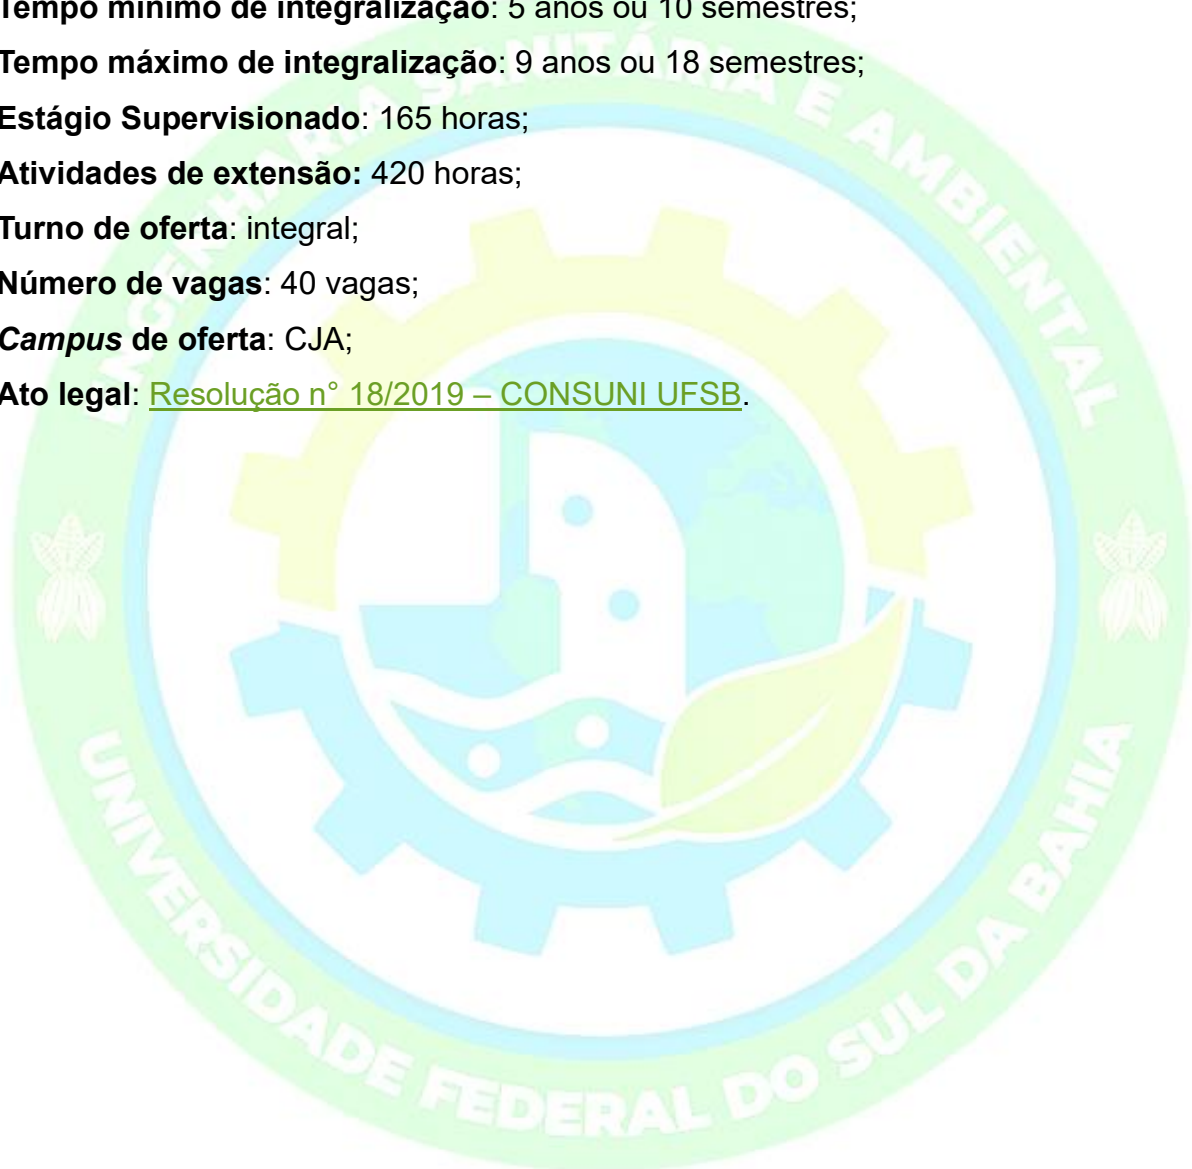 Tempo mínimo de integralização: 5 anos ou 10 semestres;
Tempo máximo de integralização: 9 anos ou 18 semestres;
Estágio Supervisionado: 165 horas;
Atividades de extensão: 420 horas;
Turno de oferta: integral;
Número de vagas: 40 vagas;
Campus de oferta: CJA;
Ato legal: Resolução n° 18/2019 – CONSUNI UFSB.
ENGENHARIA SANITÁRIA E AMBIENTAL
UNIVERSIDADE FEDERAL DO SUL DA BAHIA